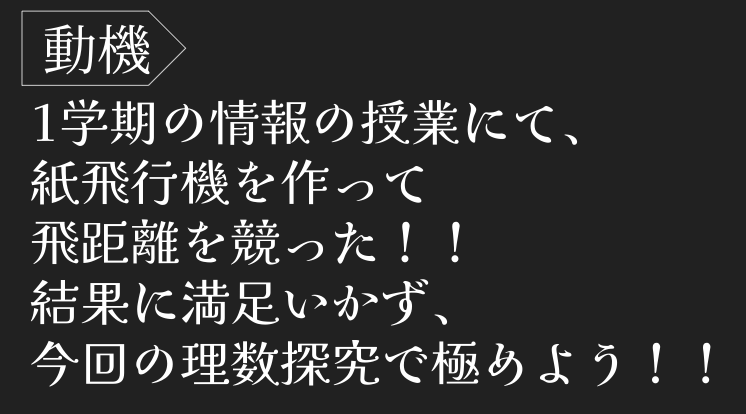 動機
1学期の情報の授業にて、
紙飛行機を作って
飛距離を競った！！
結果に満足いかず、
今回の理数探究で極めよう！！